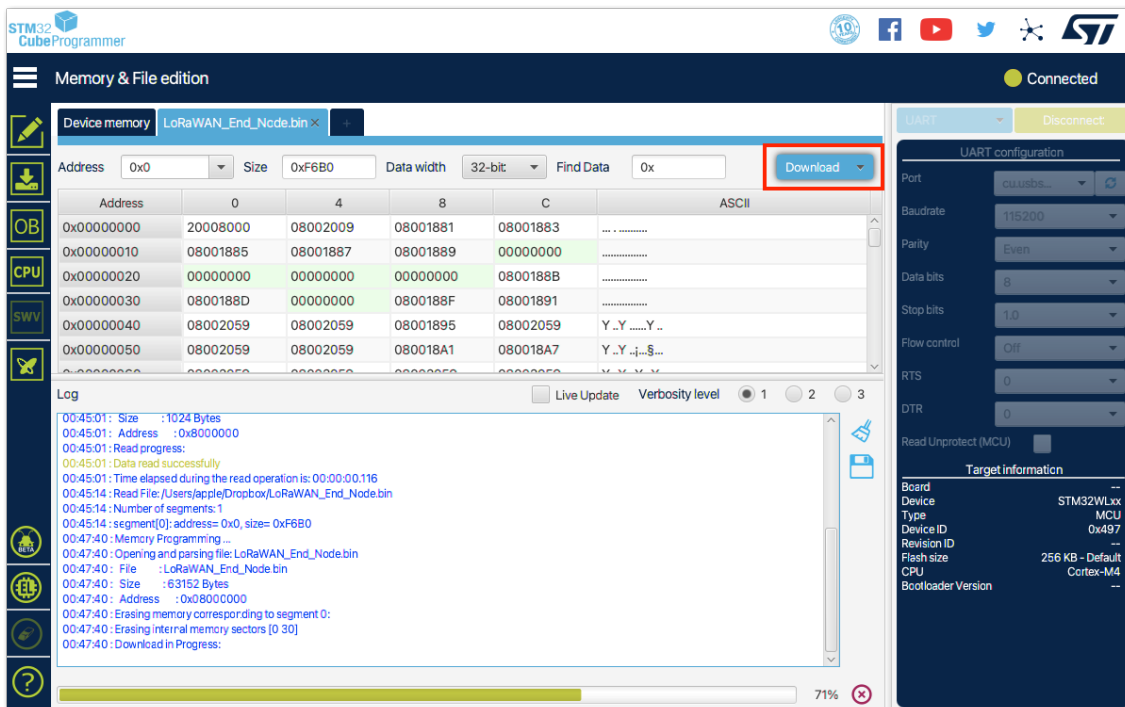 STM32
CubeProgrammer
10
Memory & File edition
Connected
Device memory LoRaWAN_End_Node.bin × +
UART Disconnect
Address 0x0 Size 0xF6B0 Data width 32-bit Find Data 0x Download
UART configuration
Port cu.usbs...
Baudrate 115200
Parity Even
Data bits 8
Stop bits 1.0
Flow control Off
RTS 0
DTR 0
Read Unprotect (MCU)
Target information
Board --
Device STM32WLxx
Type MCU
Device ID 0x497
Revision ID --
Flash size 256 KB - Default
CPU Cortex-M4
Bootloader Version --
Address 0 4 8 C ASCII
0x00000000 20008000 08002009 08001881 08001883 ... . ..........
0x00000010 08001885 08001887 08001889 00000000 ................
0x00000020 00000000 00000000 00000000 0800188B ................
0x00000030 0800188D 00000000 0800188F 08001891 ................
0x00000040 08002059 08002059 08001895 08002059 Y ..Y ......Y ..
0x00000050 08002059 08002059 080018A1 080018A7 Y ..Y ..¡...§...
Log
Live Update Verbosity level 1 2 3
00:45:01 : Size : 1024 Bytes
00:45:01 : Address : 0x8000000
00:45:01 : Read progress:
00:45:01 : Data read successfully
00:45:01 : Time elapsed during the read operation is: 00:00:00.116
00:45:14 : Read File: /Users/apple/Dropbox/LoRaWAN_End_Node.bin
00:45:14 : Number of segments: 1
00:45:14 : segment[0]: address= 0x0, size= 0xF6B0
00:47:40 : Memory Programming ...
00:47:40 : Opening and parsing file: LoRaWAN_End_Node.bin
00:47:40 : File : LoRaWAN_End_Node.bin
00:47:40 : Size : 63152 Bytes
00:47:40 : Address : 0x08000000
00:47:40 : Erasing memory corresponding to segment 0:
00:47:40 : Erasing internal memory sectors [0 30]
00:47:40 : Download in Progress:
71%
OB
CPU
SWV
BETA
EL
?